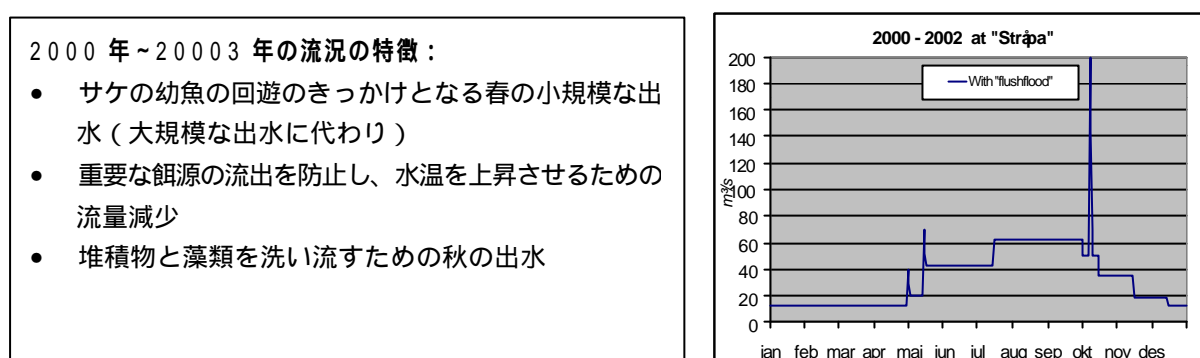 2000 年~20003 年の流況の特徴：
● サケの幼魚の回遊のきっかけとなる春の小規模な出
水（大規模な出水に代わり）
● 重要な餌源の流出を防止し、水温を上昇させるための
流量減少
● 堆積物と藻類を洗い流すための秋の出水
2000 - 2002 at "Stråpa"
With "flushflood"
200
180
160
140
120
100
80
60
40
20
0
m³/s
jan feb mar apr mai jun jul aug sep okt nov des